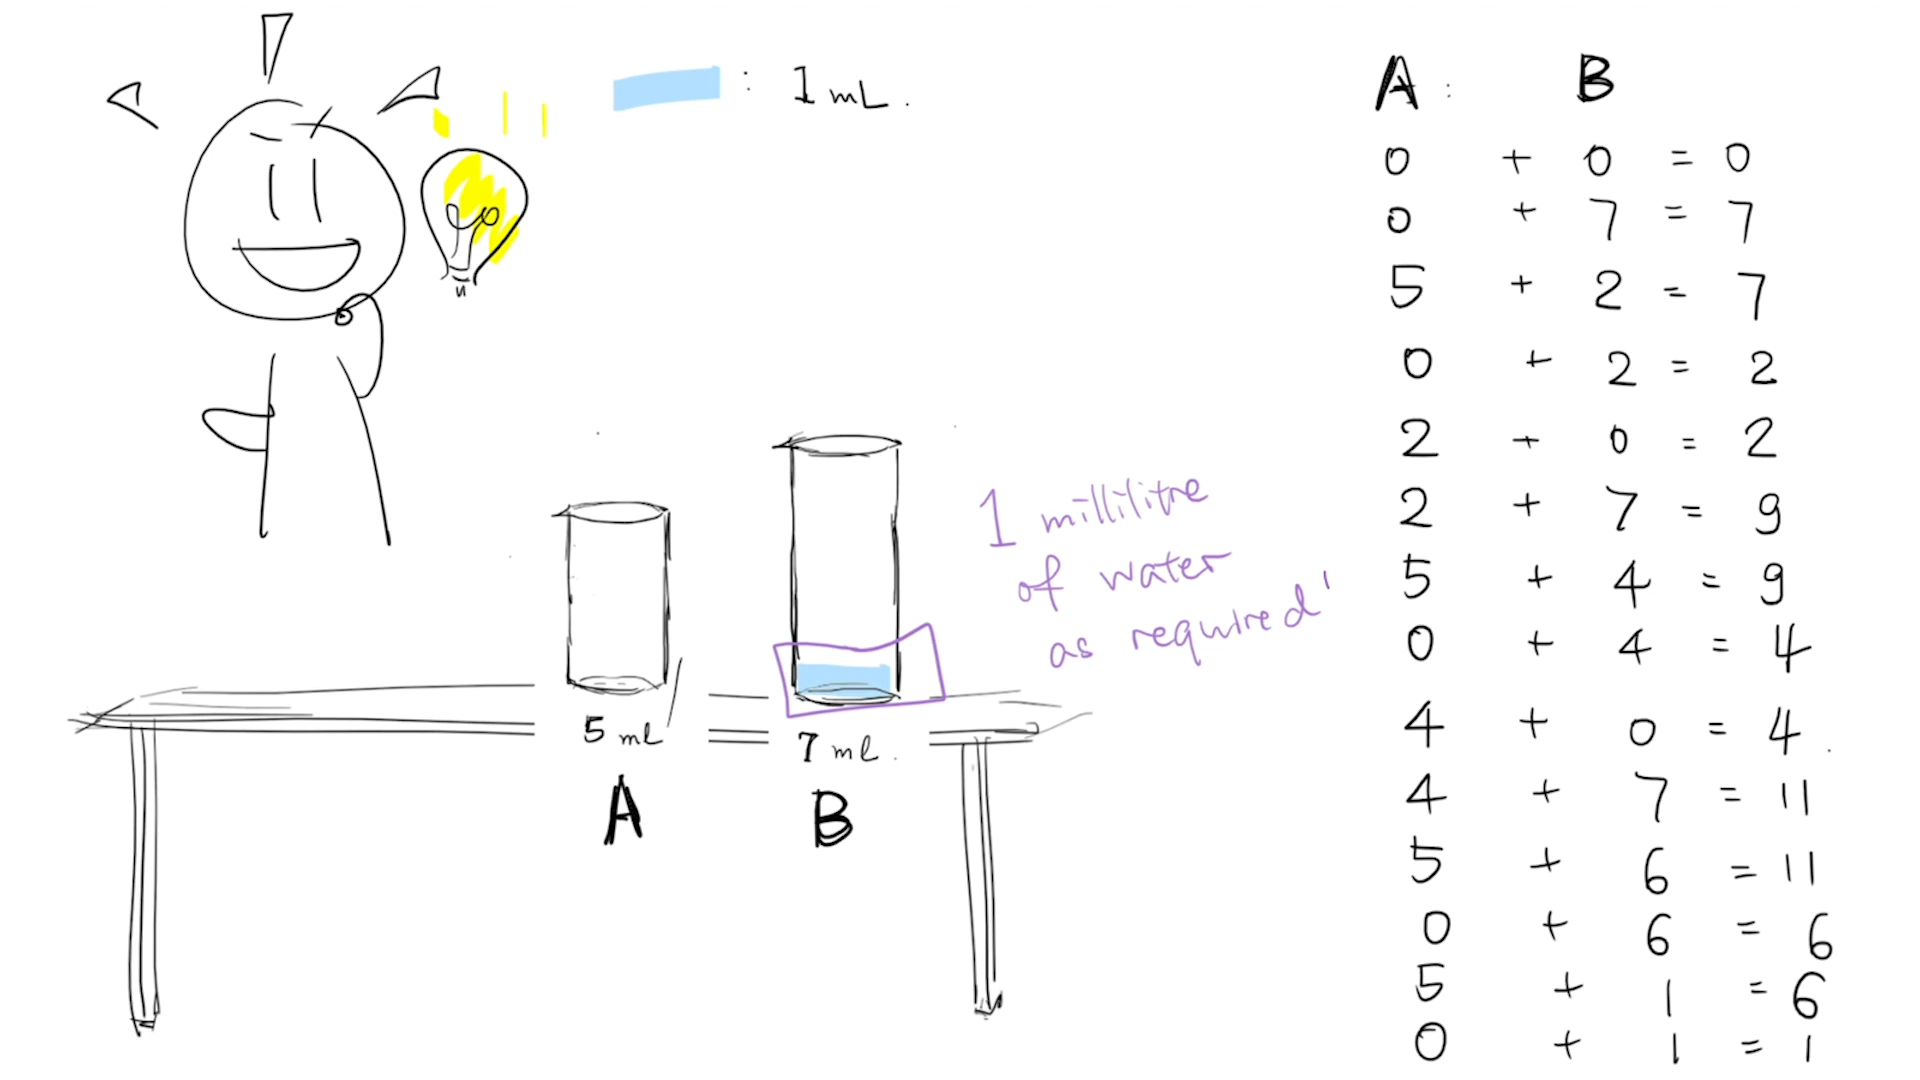 : 1 mL.
1 millilitre
of water
as required'
5 ml
7 ml.
A
B
A : B
0 + 0 = 0
0 + 7 = 7
5 + 2 = 7
0 + 2 = 2
2 + 0 = 2
2 + 7 = 9
5 + 4 = 9
0 + 4 = 4
4 + 0 = 4.
4 + 7 = 11
5 + 6 = 11
0 + 6 = 6
5 + 1 = 6
0 + 1 = 1